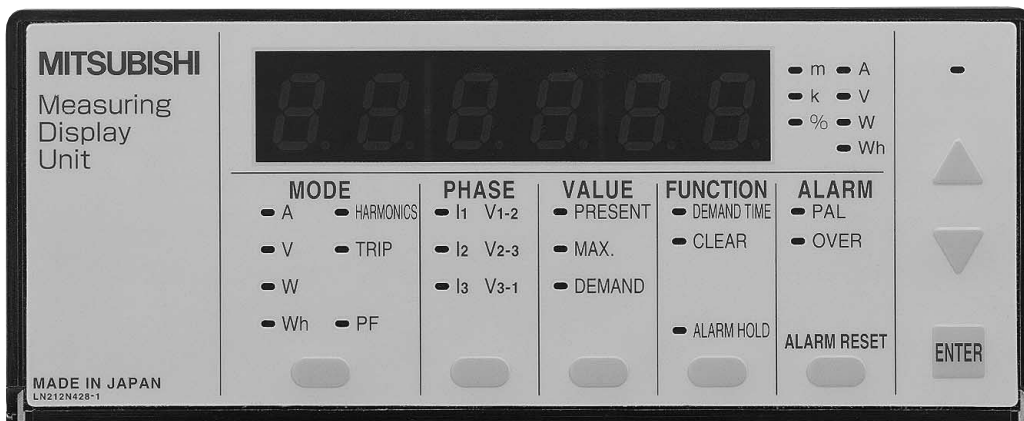 MITSUBISHI
Measuring
Display
Unit
m A
k V
% W
Wh
MODE
A HARMONICS
V TRIP
W
Wh PF
PHASE
I1 V1-2
I2 V2-3
I3 V3-1
VALUE
PRESENT
MAX.
DEMAND
FUNCTION
DEMAND TIME
CLEAR
ALARM HOLD
ALARM
PAL
OVER
ALARM RESET
ENTER
MADE IN JAPAN
LN212N428-1